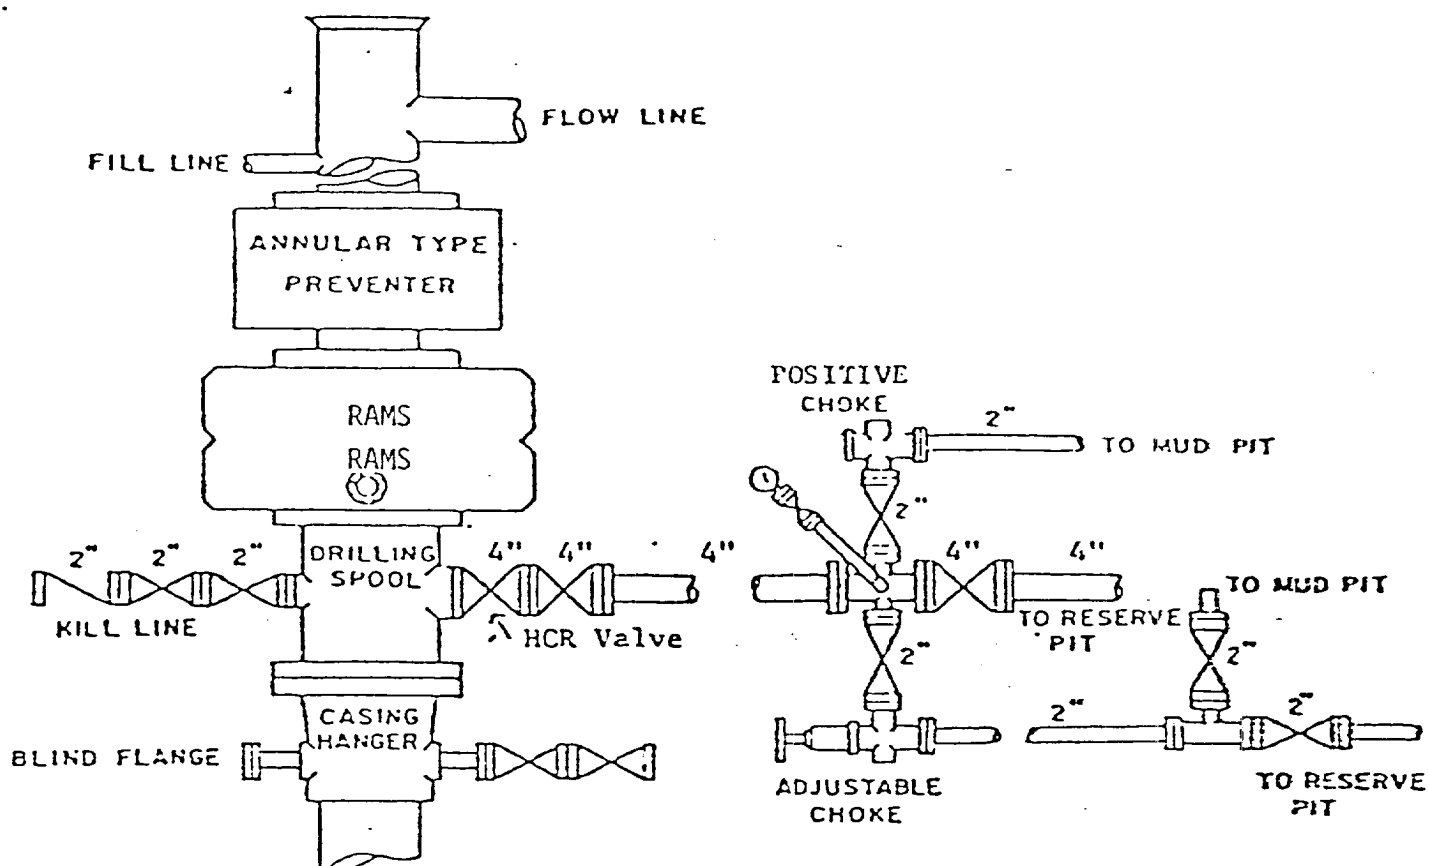 FLOW LINE
FILL LINE
ANNULAR TYPE
PREVENTER
RAMS
RAMS
DRILLING
SPOOL
2"
2"
2"
KILL LINE
4"
4"
4"
HCR Valve
CASING
HANGER
BLIND FLANGE
POSITIVE
CHOKE
2"
TO MUD PIT
2"
4"
4"
TO RESERVE
PIT
2"
ADJUSTABLE
CHOKE
TO MUD PIT
2"
2"
2"
TO RESERVE
PIT